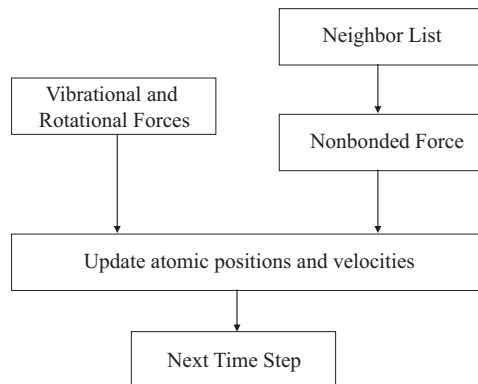 Neighbor List
Vibrational and
Rotational Forces
Nonbonded Force
Update atomic positions and velocities
Next Time Step